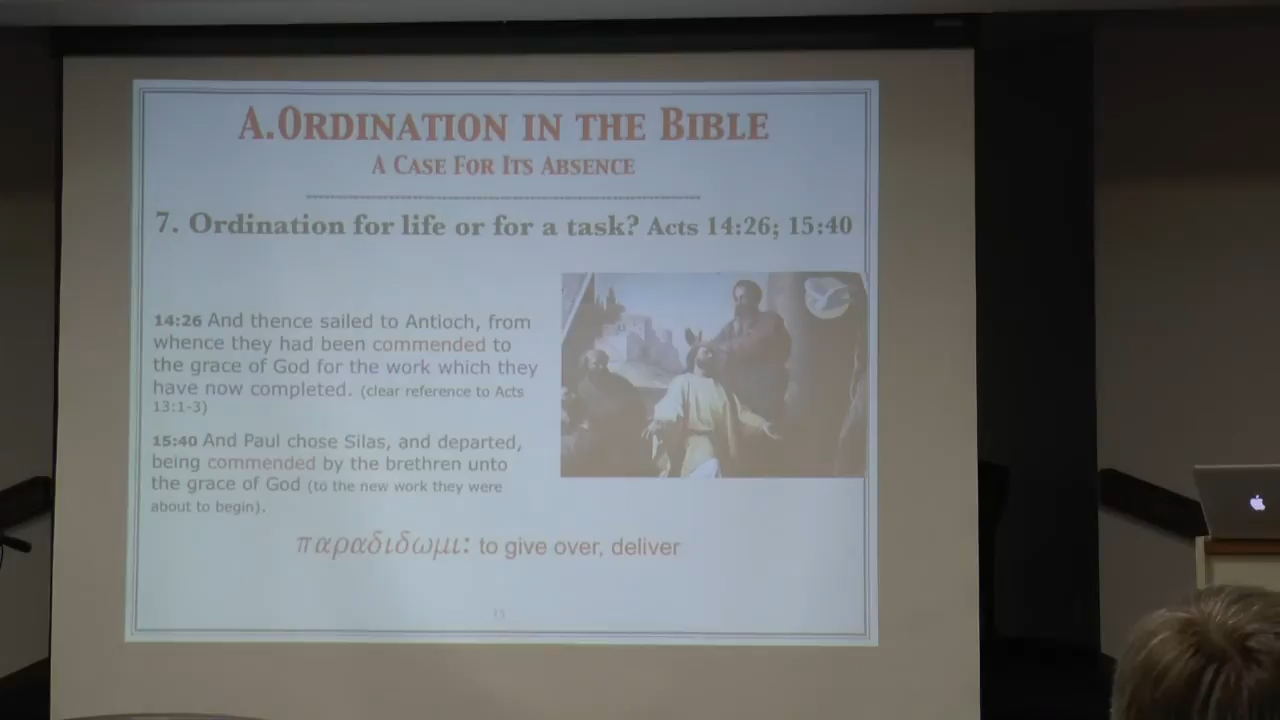 A. ORDINATION IN THE BIBLE
A CASE FOR ITS ABSENCE
7. Ordination for life or for a task? Acts 14:26; 15:40
14:26 And thence sailed to Antioch, from
whence they had been commended to
the grace of God for the work which they
have now completed. (clear reference to Acts
13:1-3)
15:40 And Paul chose Silas, and departed,
being commended by the brethren unto
the grace of God (to the new work they were
about to begin).
παραδιδωμι: to give over, deliver